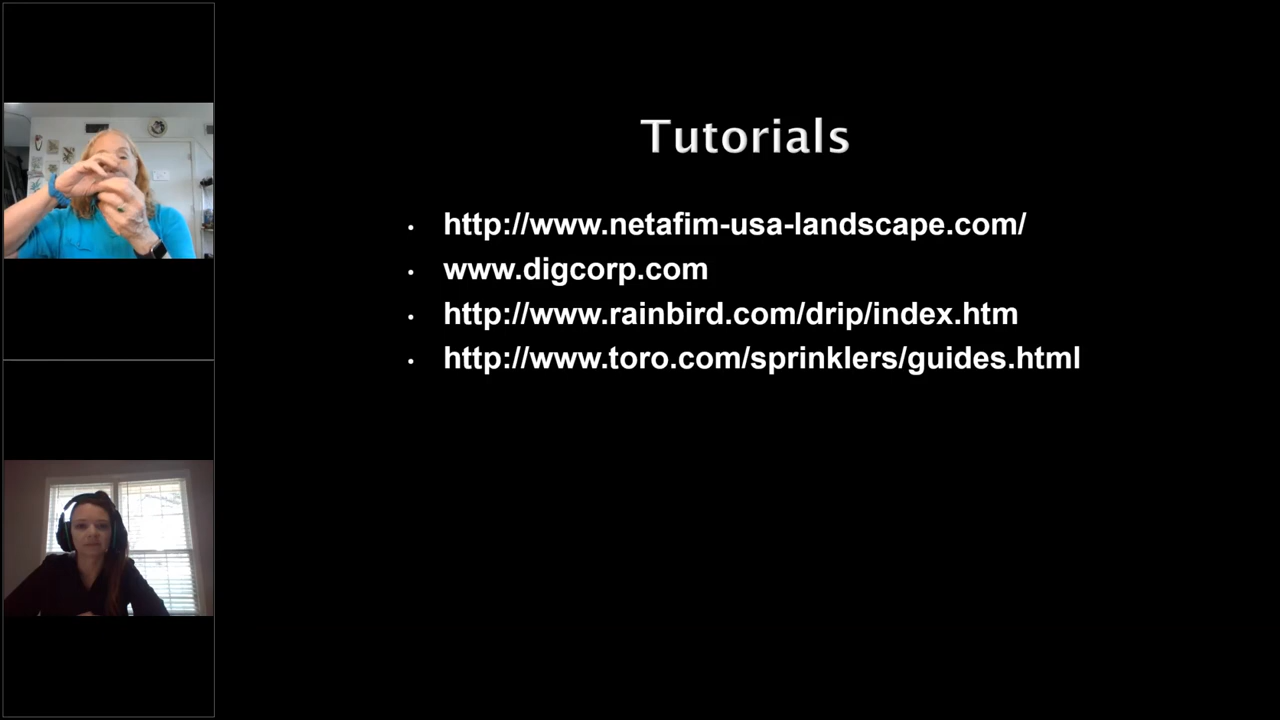 Tutorials
• http://www.netafim-usa-landscape.com/
• www.digcorp.com
• http://www.rainbird.com/drip/index.htm
• http://www.toro.com/sprinklers/guides.html